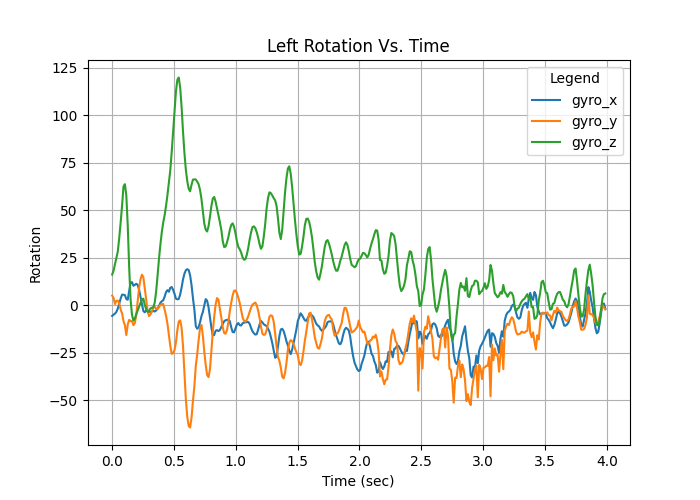 Left Rotation Vs. Time
Legend
gyro_x
gyro_y
gyro_z
Rotation
125
100
75
50
25
0
−25
−50
0.0 0.5 1.0 1.5 2.0 2.5 3.0 3.5 4.0
Time (sec)